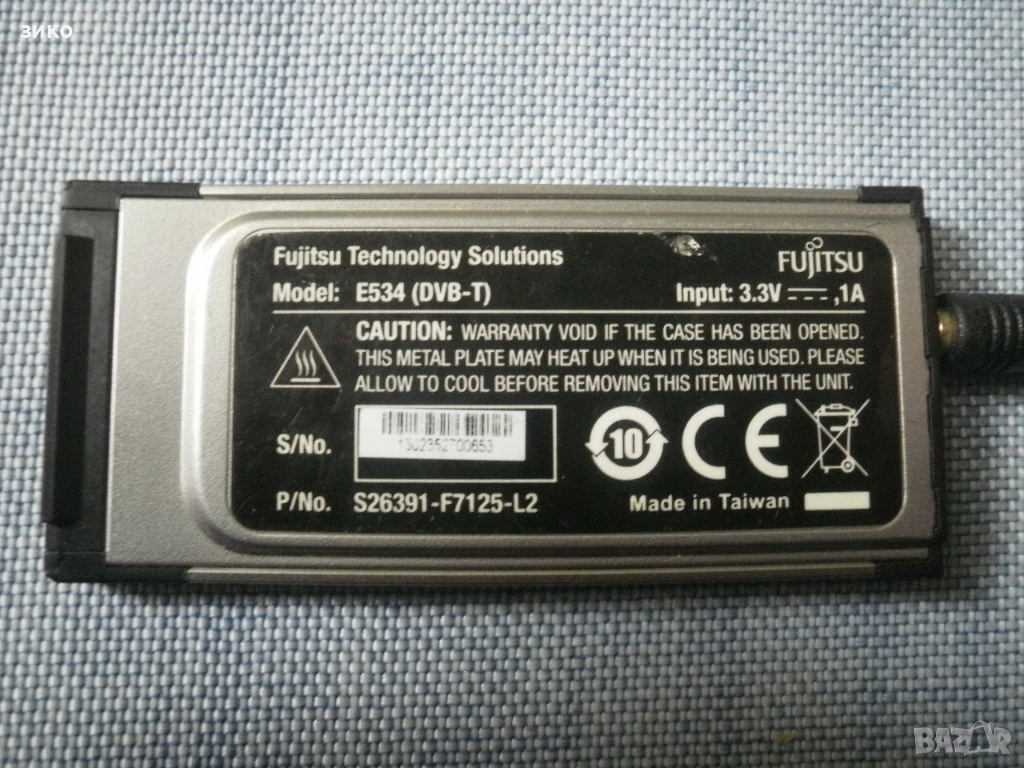 зико
Fujitsu Technology Solutions
FUJITSU
Model: E534 (DVB-T)
Input: 3.3V ,1A
CAUTION: WARRANTY VOID IF THE CASE HAS BEEN OPENED.
THIS METAL PLATE MAY HEAT UP WHEN IT IS BEING USED. PLEASE
ALLOW TO COOL BEFORE REMOVING THIS ITEM WITH THE UNIT.
S/No.
10
CE
P/No. S26391-F7125-L2
Made in Taiwan
BAZAR